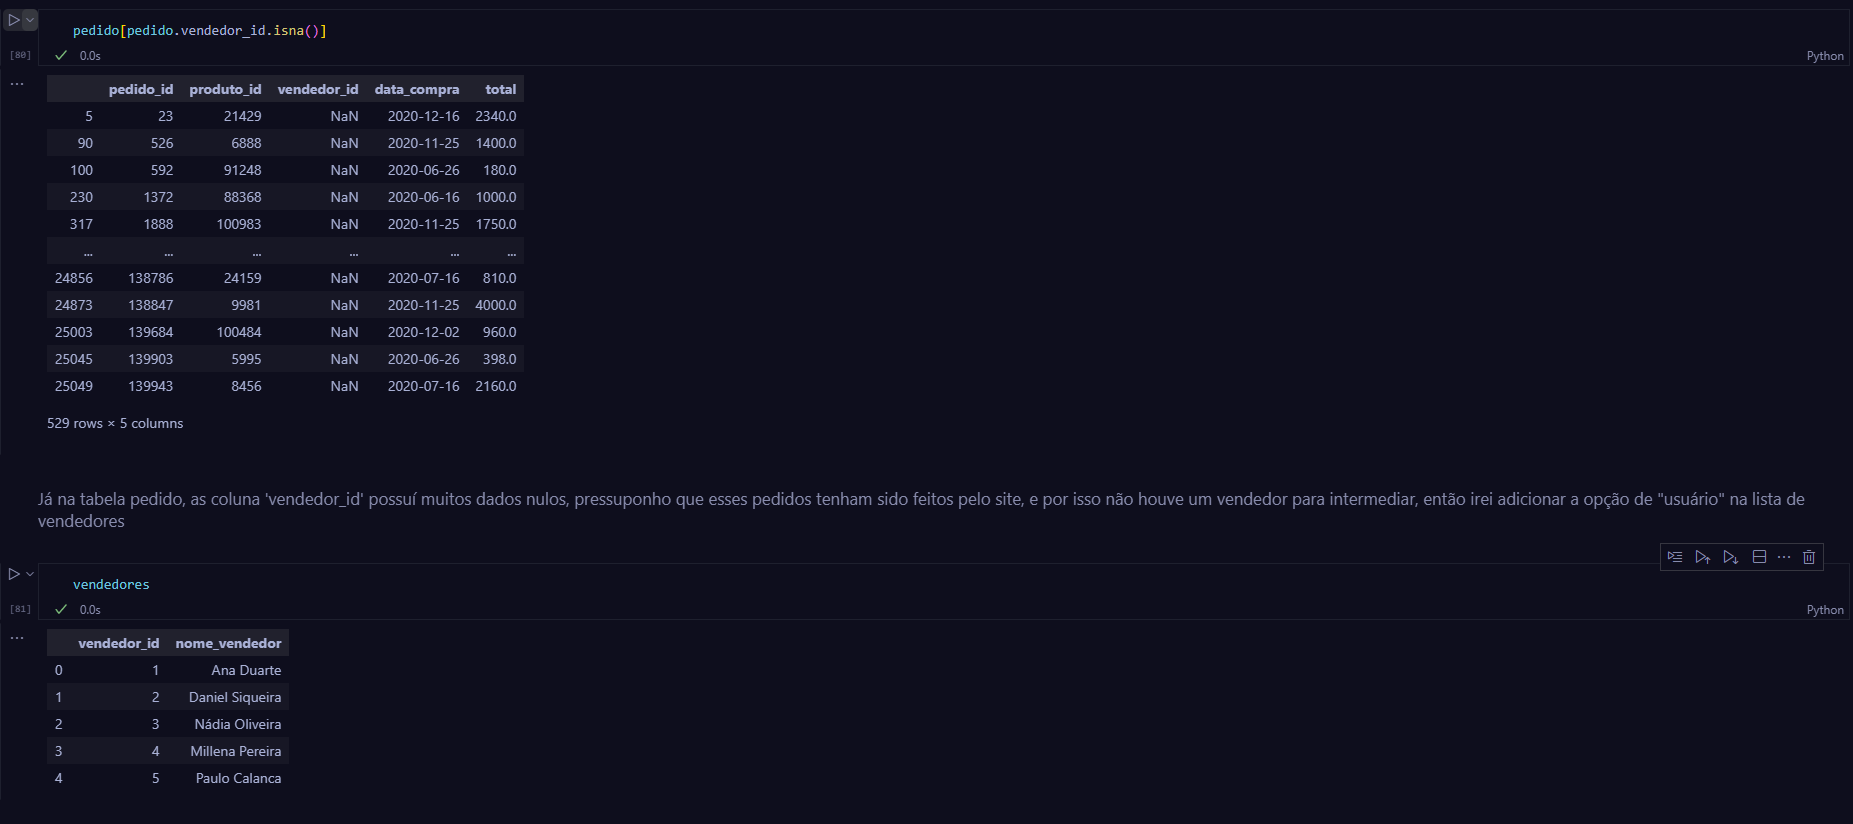 pedido[pedido.vendedor_id.isna()]
[80] 0.0s Python
...
pedido_id produto_id vendedor_id data_compra total
5 23 21429 NaN 2020-12-16 2340.0
90 526 6888 NaN 2020-11-25 1400.0
100 592 91248 NaN 2020-06-26 180.0
230 1372 88368 NaN 2020-06-16 1000.0
317 1888 100983 NaN 2020-11-25 1750.0
... ... ... ... ... ...
24856 138786 24159 NaN 2020-07-16 810.0
24873 138847 9981 NaN 2020-11-25 4000.0
25003 139684 100484 NaN 2020-12-02 960.0
25045 139903 5995 NaN 2020-06-26 398.0
25049 139943 8456 NaN 2020-07-16 2160.0
529 rows × 5 columns
Já na tabela pedido, as coluna 'vendedor_id' possuí muitos dados nulos, pressuponho que esses pedidos tenham sido feitos pelo site, e por isso não houve um vendedor para intermediar, então irei adicionar a opção de "usuário" na lista de
vendedores
vendedores
[81] 0.0s Python
...
vendedor_id nome_vendedor
0 1 Ana Duarte
1 2 Daniel Siqueira
2 3 Nádia Oliveira
3 4 Millena Pereira
4 5 Paulo Calanca